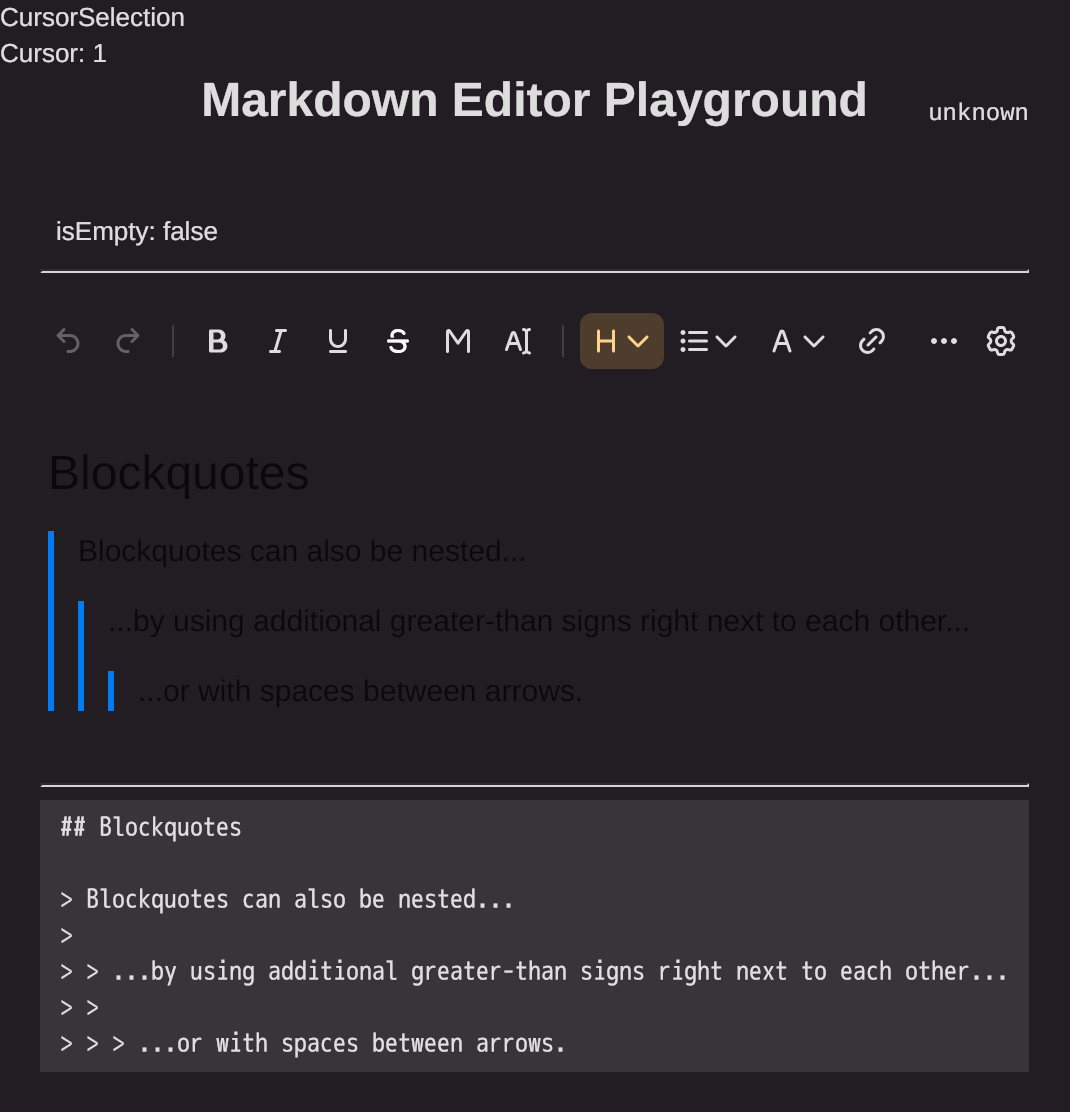 CursorSelection
Cursor: 1
Markdown Editor Playground
unknown
isEmpty: false
B I U S M A H A
Blockquotes
Blockquotes can also be nested...
...by using additional greater-than signs right next to each other...
...or with spaces between arrows.
## Blockquotes
> Blockquotes can also be nested...
>
> > ...by using additional greater-than signs right next to each other...
> >
> > > ...or with spaces between arrows.